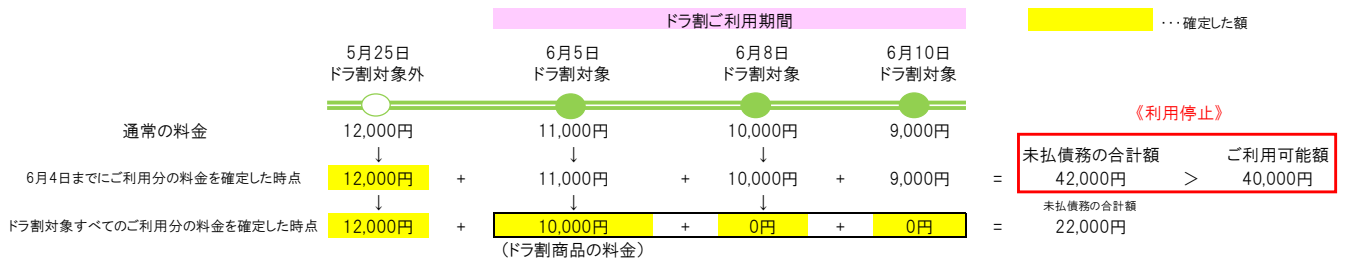 ドラ割ご利用期間
・・・確定した額
5月25日 6月5日 6月8日 6月10日
ドラ割対象外 ドラ割対象 ドラ割対象 ドラ割対象
《利用停止》
通常の料金 12,000円 11,000円 10,000円 9,000円
↓ ↓ ↓
未払債務の合計額 ご利用可能額
6月4日までにご利用分の料金を確定した時点 12,000円 + 11,000円 + 10,000円 + 9,000円 = 42,000円 > 40,000円
↓ ↓ ↓
未払債務の合計額
ドラ割対象すべてのご利用分の料金を確定した時点 12,000円 + 10,000円 + 0円 + 0円 = 22,000円
(ドラ割商品の料金)